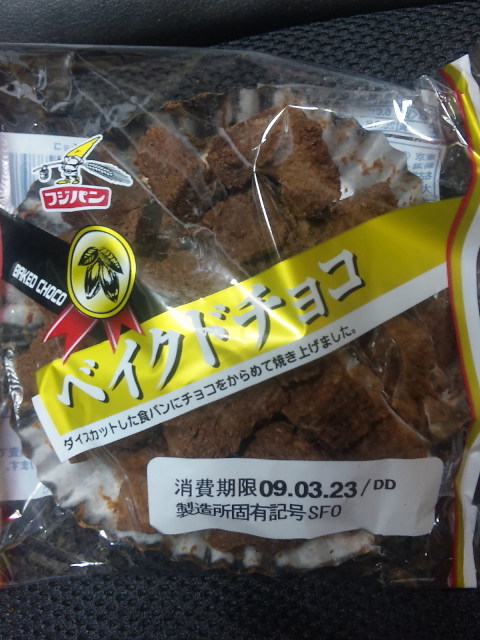 フジパン
BAKED CHOCO
ベイクドチョコ
ダイスカットした食パンにチョコをからめて焼き上げました。
消費期限09.03.23/DD
製造所固有記号SFO